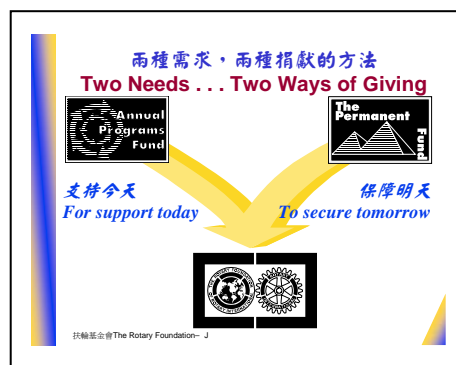 兩種需求，兩種捐獻的方法
Two Needs . . . Two Ways of Giving
Annual
Programs
Fund
The
Permanent
Fund
支持今天
For support today
保障明天
To secure tomorrow
扶輪基金會The Rotary Foundation– J